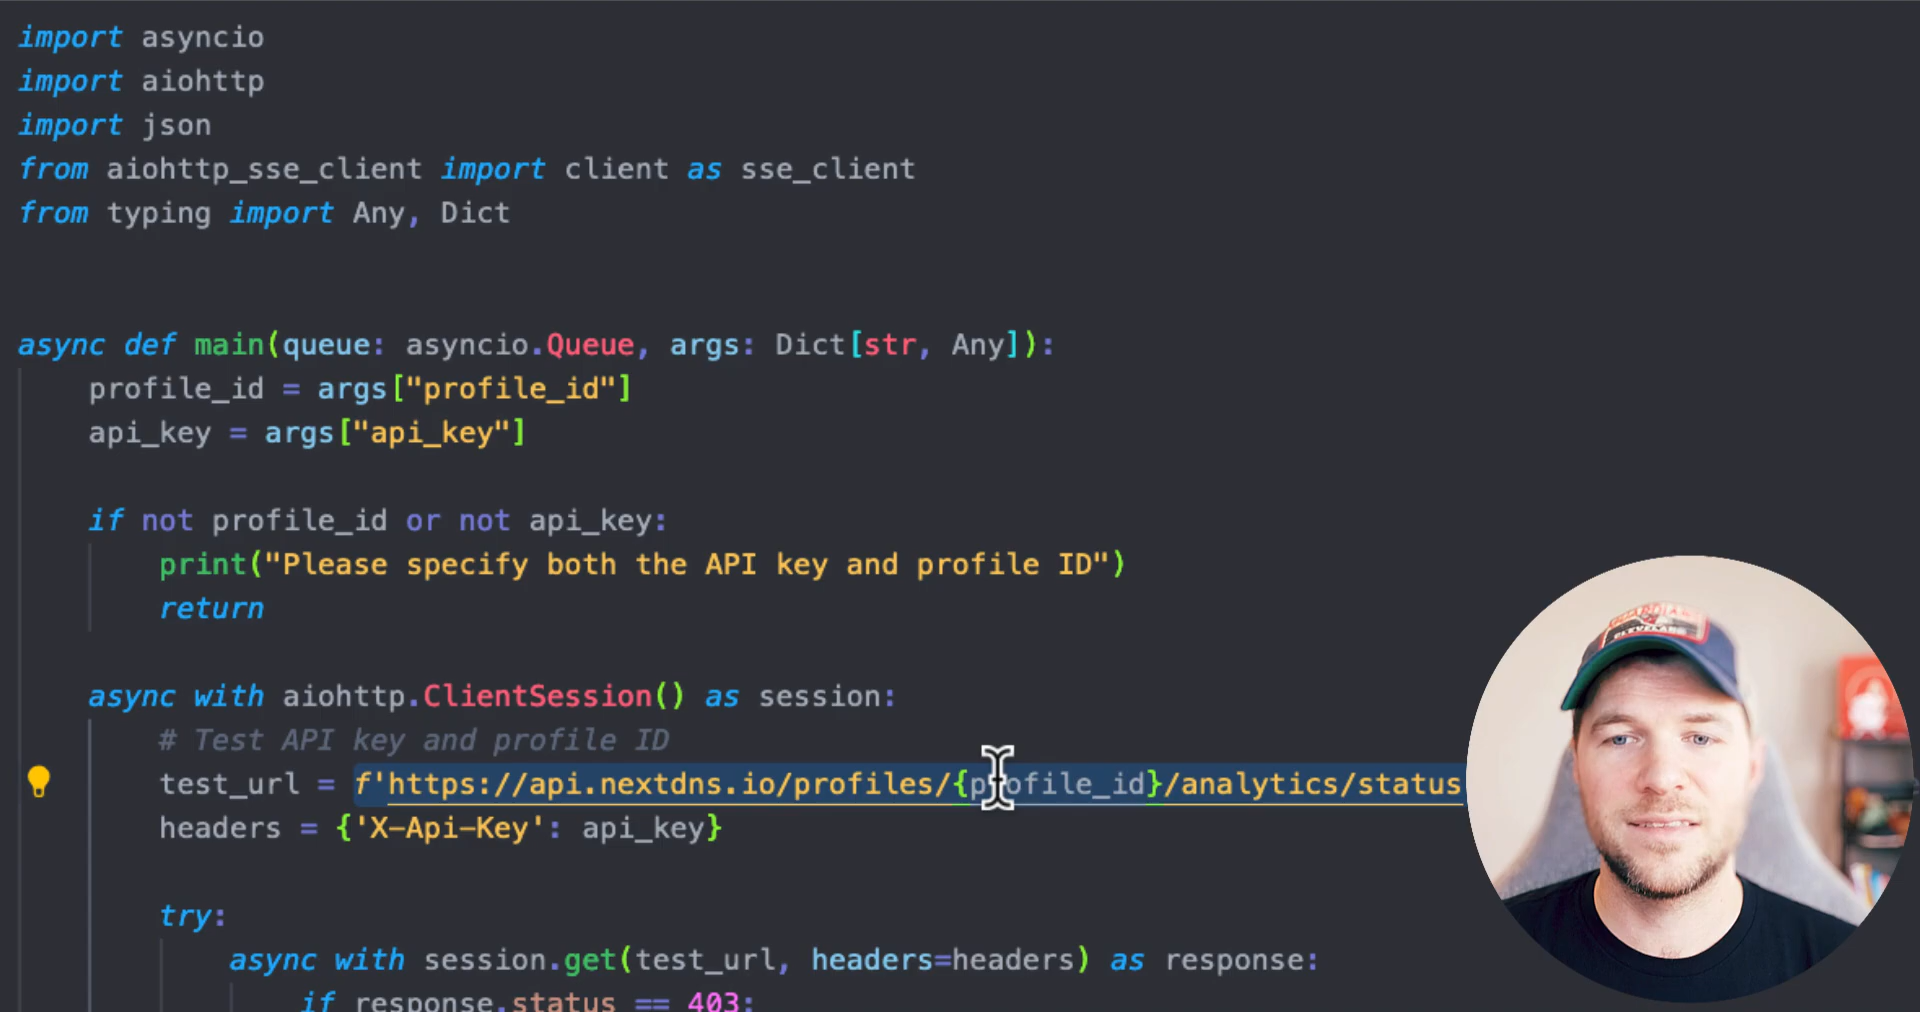 import asyncio
import aiohttp
import json
from aiohttp_sse_client import client as sse_client
from typing import Any, Dict
async def main(queue: asyncio.Queue, args: Dict[str, Any]):
profile_id = args["profile_id"]
api_key = args["api_key"]
if not profile_id or not api_key:
print("Please specify both the API key and profile ID")
return
async with aiohttp.ClientSession() as session:
# Test API key and profile ID
test_url = f'https://api.nextdns.io/profiles/{profile_id}/analytics/status
headers = {'X-Api-Key': api_key}
try:
async with session.get(test_url, headers=headers) as response:
if response.status == 403:
CLEVELAND